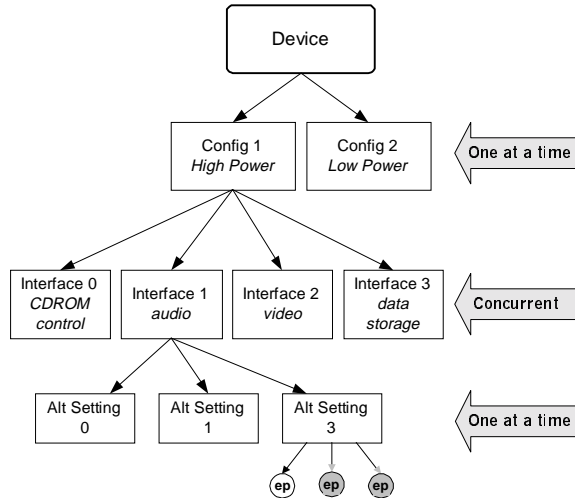 Device
Config 1
High Power
Config 2
Low Power
One at a time
Interface 0
CDROM
control
Interface 1
audio
Interface 2
video
Interface 3
data
storage
Concurrent
Alt Setting
0
Alt Setting
1
Alt Setting
3
One at a time
ep
ep
ep